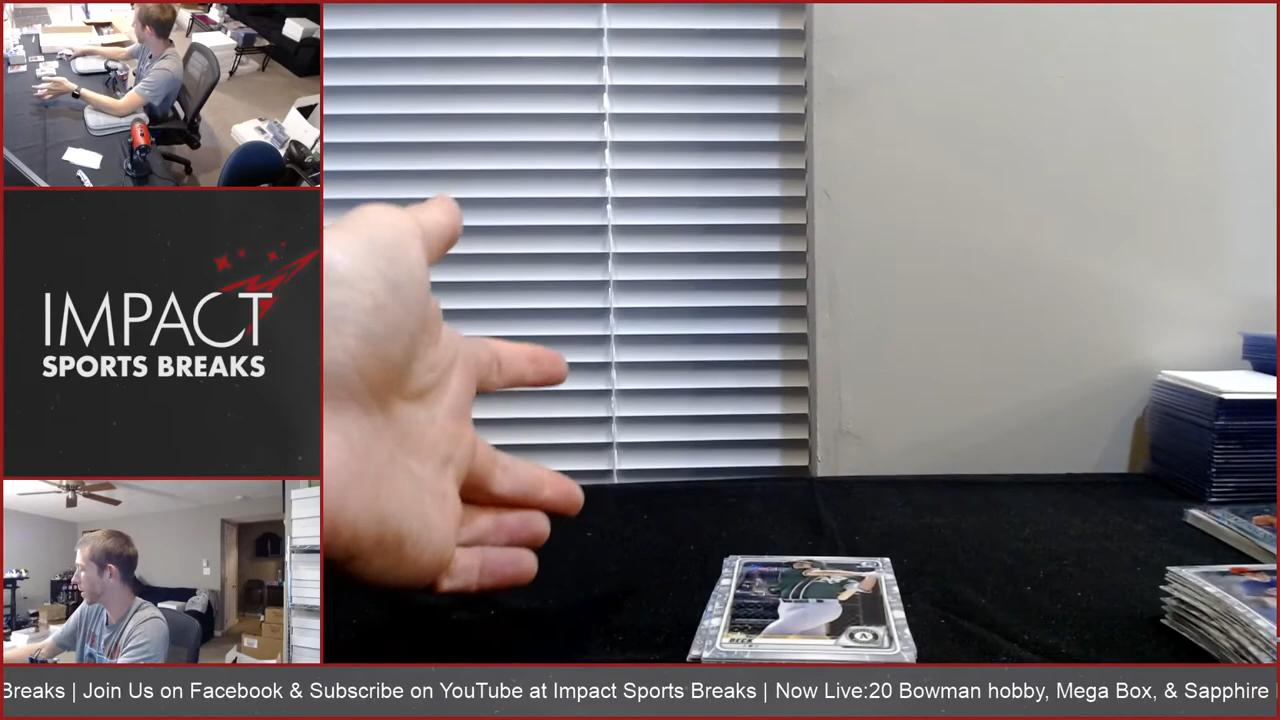 IMPACT
SPORTS BREAKS
Breaks | Join Us on Facebook & Subscribe on YouTube at Impact Sports Breaks | Now Live:20 Bowman hobby, Mega Box, & Sapphire